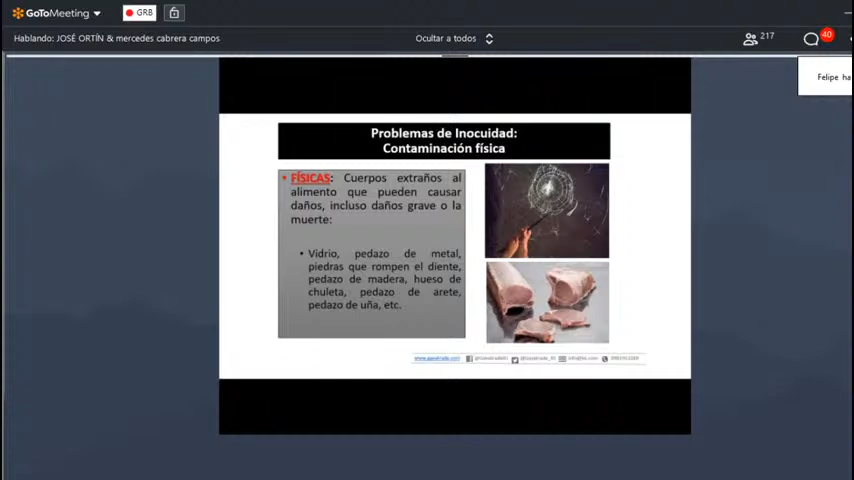 GoToMeeting
GRB
Hablando: JOSÉ ORTÍN & mercedes cabrera campos
Ocultar a todos
217
40
Felipe ha
Problemas de Inocuidad:
Contaminación física
• FÍSICAS: Cuerpos extraños al
alimento que pueden causar
daños, incluso daños grave o la
muerte:
• Vidrio, pedazo de metal,
piedras que rompen el diente,
pedazo de madera, hueso de
chuleta, pedazo de arete,
pedazo de uña, etc.